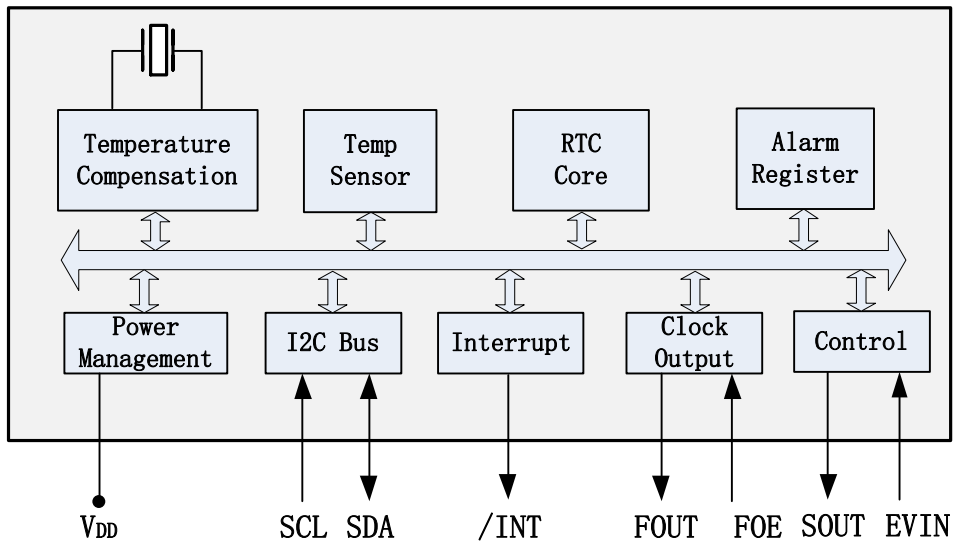 Temperature
Compensation
Temp
Sensor
RTC
Core
Alarm
Register
Power
Management
I2C Bus
Interrupt
Clock
Output
Control
VDD
SCL
SDA
/INT
FOUT
FOE
SOUT
EVIN